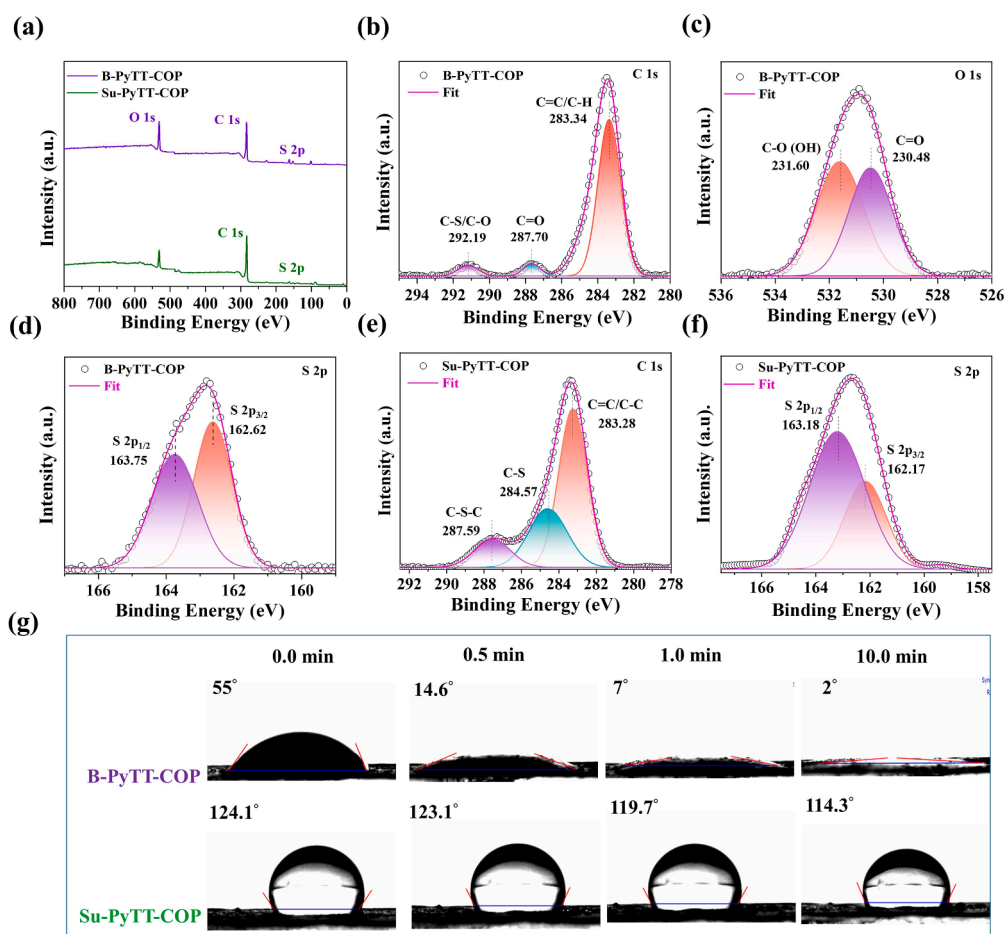 (a)
B-PyTT-COP
Su-PyTT-COP
O 1s
C 1s
S 2p
C 1s
S 2p
Intensity (a.u.)
800 700 600 500 400 300 200 100 0
Binding Energy (eV)
(b)
B-PyTT-COP
Fit
C 1s
C=C/C-H
283.34
C-S/C-O
292.19
C=O
287.70
Intensity (a.u.)
294 292 290 288 286 284 282 280
Binding Energy (eV)
(c)
B-PyTT-COP
Fit
O 1s
C-O (OH)
231.60
C=O
230.48
Intensity (a.u.)
536 534 532 530 528 526
Binding Energy (eV)
(d)
B-PyTT-COP
Fit
S 2p
S 2p3/2
162.62
S 2p1/2
163.75
Intensity (a.u.)
166 164 162 160
Binding Energy (eV)
(e)
Su-PyTT-COP
Fit
C 1s
C=C/C-C
283.28
C-S
284.57
C-S-C
287.59
Intensity (a.u.)
292 290 288 286 284 282 280 278
Binding Energy (eV)
(f)
Su-PyTT-COP
Fit
S 2p
S 2p1/2
163.18
S 2p3/2
162.17
Intensity (a.u).
166 164 162 160 158
Binding Energy (eV)
(g)
0.0 min 0.5 min 1.0 min 10.0 min
55° 14.6° 7° 2°
B-PyTT-COP
124.1° 123.1° 119.7° 114.3°
Su-PyTT-COP